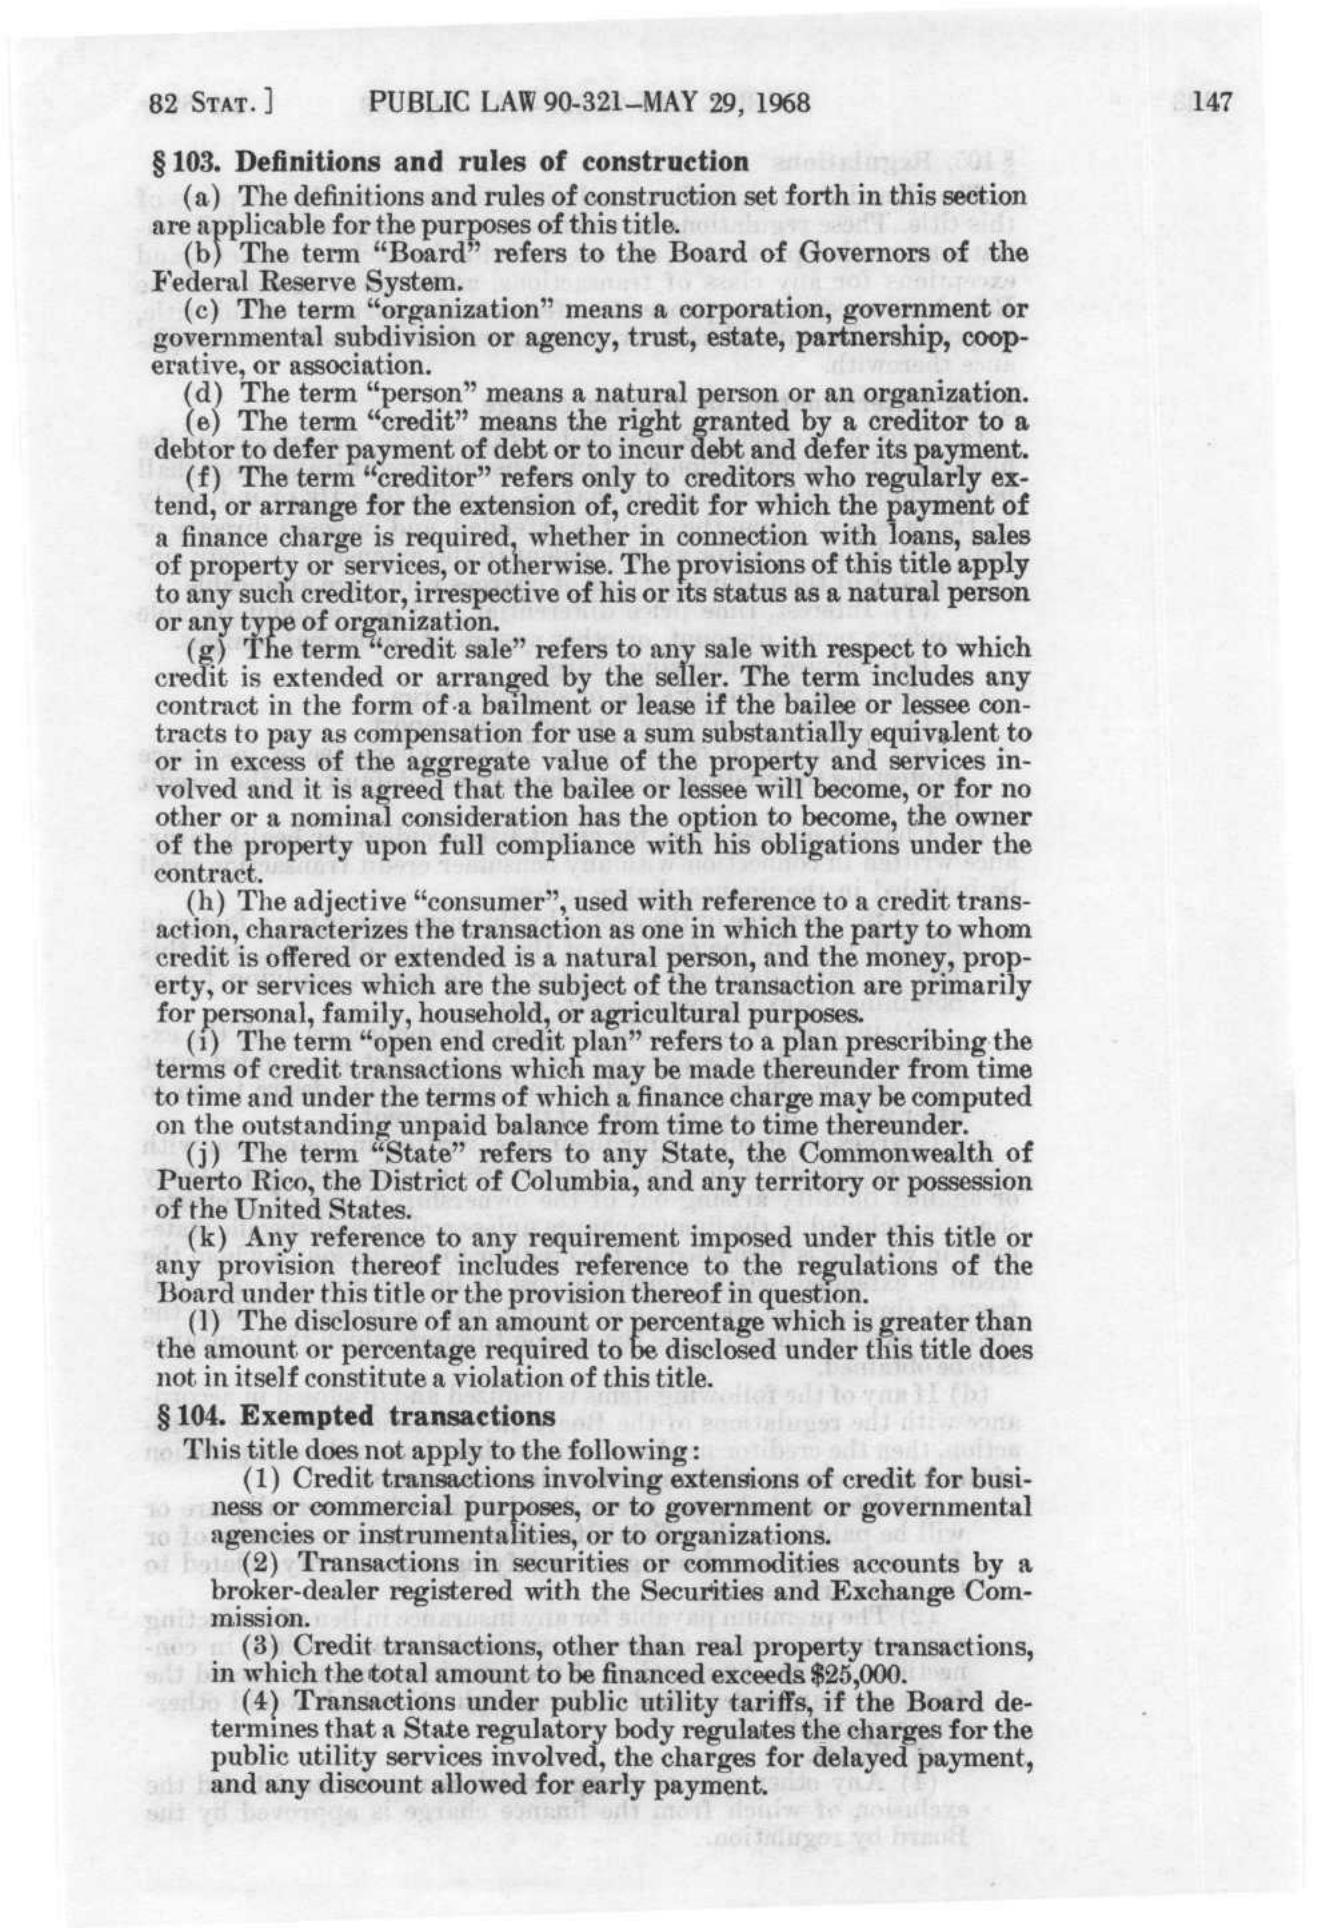 82 STAT. ] PUBLIC LAW 90-321–MAY 29, 1968 147
§ 103. Definitions and rules of construction
(a) The definitions and rules of construction set forth in this section
are applicable for the purposes of this title.
(b) The term “Board” refers to the Board of Governors of the
Federal Reserve System.
(c) The term “organization” means a corporation, government or
governmental subdivision or agency, trust, estate, partnership, coop-
erative, or association.
(d) The term “person” means a natural person or an organization.
(e) The term “credit” means the right granted by a creditor to a
debtor to defer payment of debt or to incur debt and defer its payment.
(f) The term “creditor” refers only to creditors who regularly ex-
tend, or arrange for the extension of, credit for which the payment of
a finance charge is required, whether in connection with loans, sales
of property or services, or otherwise. The provisions of this title apply
to any such creditor, irrespective of his or its status as a natural person
or any type of organization.
(g) The term “credit sale” refers to any sale with respect to which
credit is extended or arranged by the seller. The term includes any
contract in the form of a bailment or lease if the bailee or lessee con-
tracts to pay as compensation for use a sum substantially equivalent to
or in excess of the aggregate value of the property and services in-
volved and it is agreed that the bailee or lessee will become, or for no
other or a nominal consideration has the option to become, the owner
of the property upon full compliance with his obligations under the
contract.
(h) The adjective “consumer”, used with reference to a credit trans-
action, characterizes the transaction as one in which the party to whom
credit is offered or extended is a natural person, and the money, prop-
erty, or services which are the subject of the transaction are primarily
for personal, family, household, or agricultural purposes.
(i) The term “open end credit plan” refers to a plan prescribing the
terms of credit transactions which may be made thereunder from time
to time and under the terms of which a finance charge may be computed
on the outstanding unpaid balance from time to time thereunder.
(j) The term “State” refers to any State, the Commonwealth of
Puerto Rico, the District of Columbia, and any territory or possession
of the United States.
(k) Any reference to any requirement imposed under this title or
any provision thereof includes reference to the regulations of the
Board under this title or the provision thereof in question.
(l) The disclosure of an amount or percentage which is greater than
the amount or percentage required to be disclosed under this title does
not in itself constitute a violation of this title.
§ 104. Exempted transactions
This title does not apply to the following:
(1) Credit transactions involving extensions of credit for busi-
ness or commercial purposes, or to government or governmental
agencies or instrumentalities, or to organizations.
(2) Transactions in securities or commodities accounts by a
broker-dealer registered with the Securities and Exchange Com-
mission.
(3) Credit transactions, other than real property transactions,
in which the total amount to be financed exceeds $25,000.
(4) Transactions under public utility tariffs, if the Board de-
termines that a State regulatory body regulates the charges for the
public utility services involved, the charges for delayed payment,
and any discount allowed for early payment.